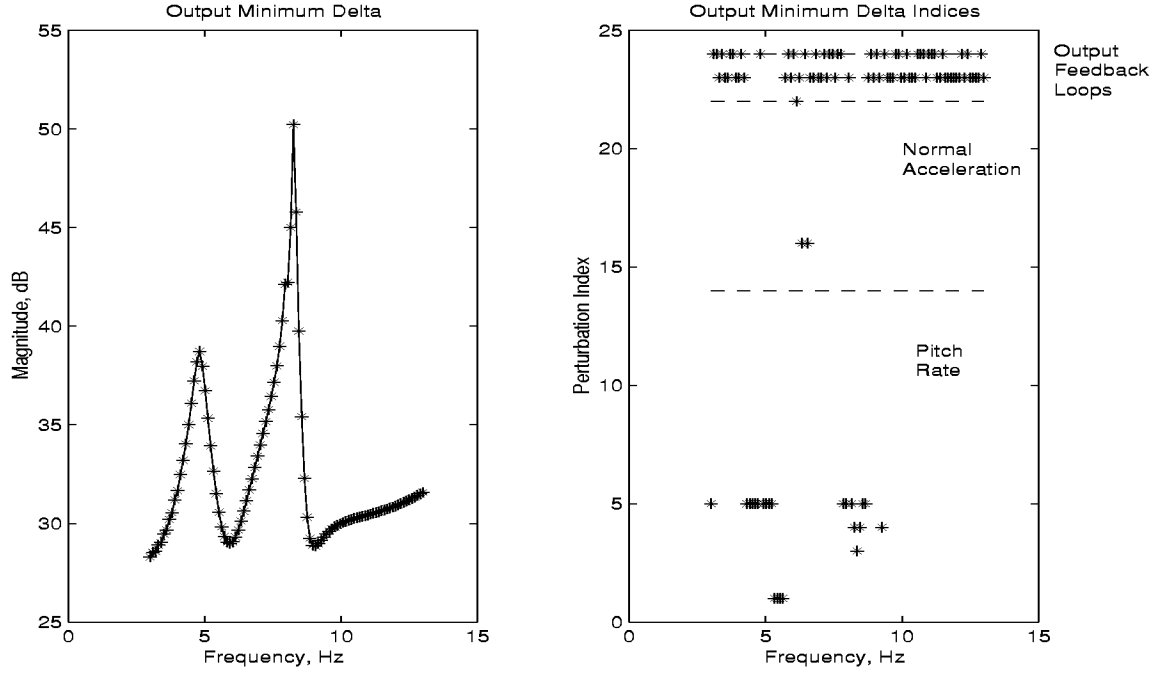 Output Minimum Delta
55
50
45
40
35
30
25
0
5
10
15
Magnitude, dB
Frequency, Hz
Output Minimum Delta Indices
25
20
15
10
5
0
0
5
10
15
Perturbation Index
Frequency, Hz
Normal
Acceleration
Pitch
Rate
Output
Feedback
Loops